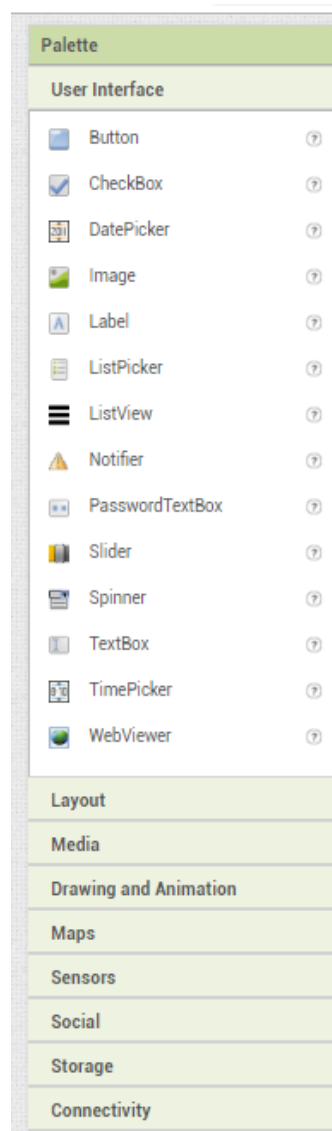 Palette
User Interface
Button
CheckBox
DatePicker
Image
Label
ListPicker
ListView
Notifier
PasswordTextBox
Slider
Spinner
TextBox
TimePicker
WebViewer
Layout
Media
Drawing and Animation
Maps
Sensors
Social
Storage
Connectivity